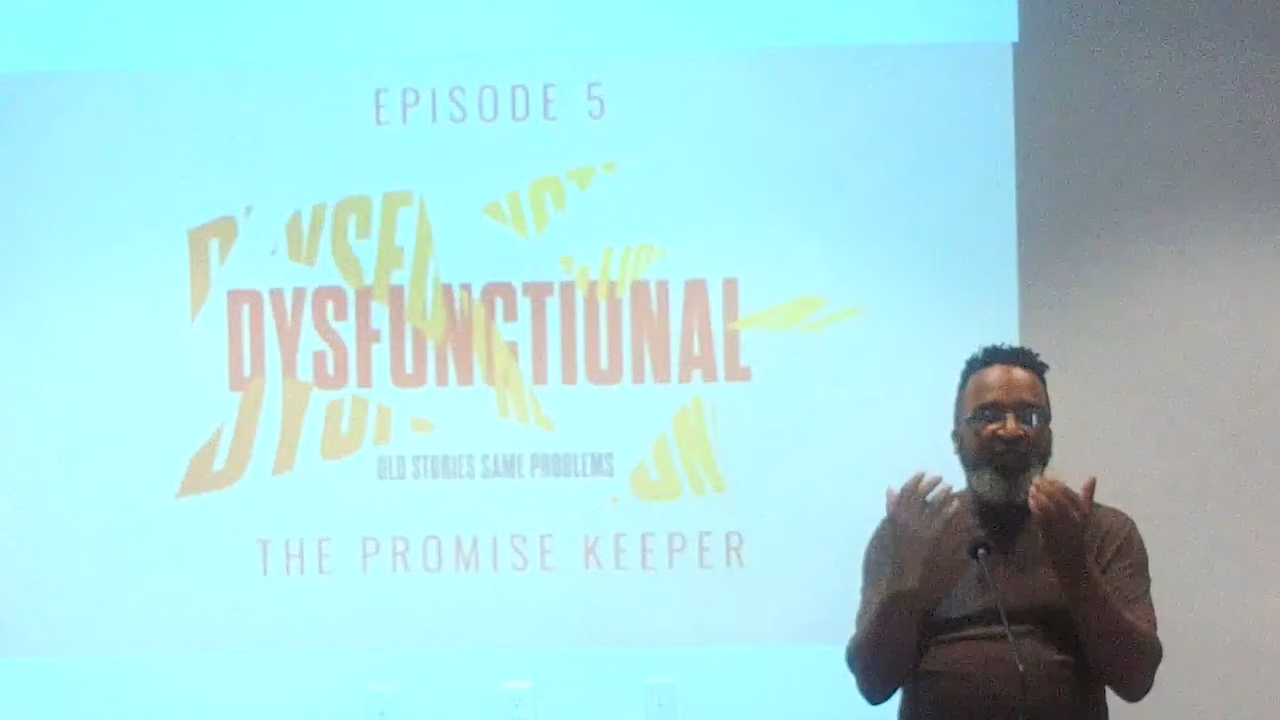 EPISODE 5
DYSFUNCTIONAL
OLD STORIES SAME PROBLEMS
THE PROMISE KEEPER